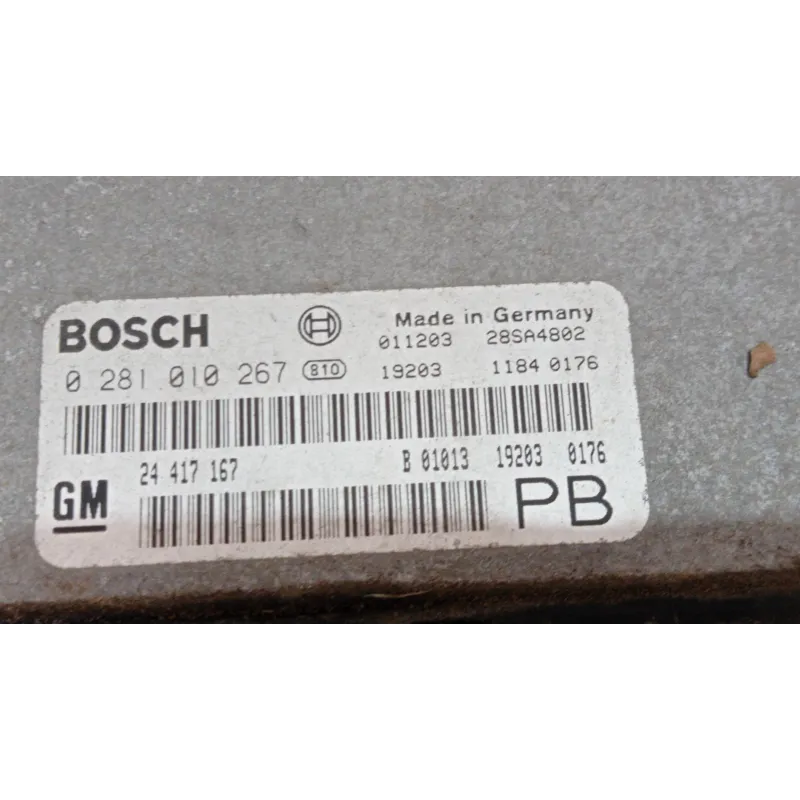 BOSCH Made in Germany
011203 28SA4802
0 281 010 267 810 19203 1184 0176
24 417 167 B 01013 19203 0176
GM PB